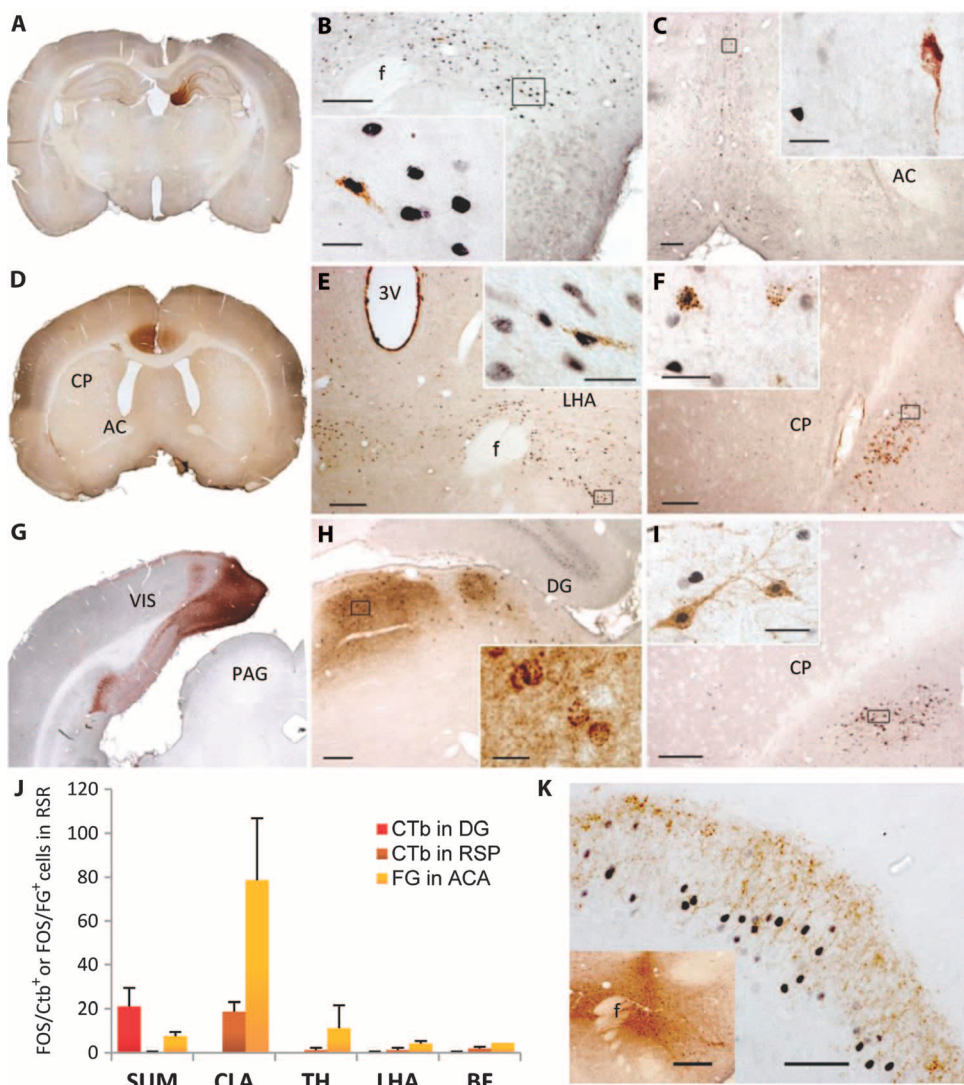 A
B
f
C
AC
D
CP
AC
E
3V
LHA
f
F
CP
G
VIS
PAG
H
DG
I
CP
J
FOS/Ctb⁺ or FOS/FG⁺ cells in RSR
120
100
80
60
40
20
0
CTb in DG
CTb in RSP
FG in ACA
SUM CLA TH LHA BF
K
f